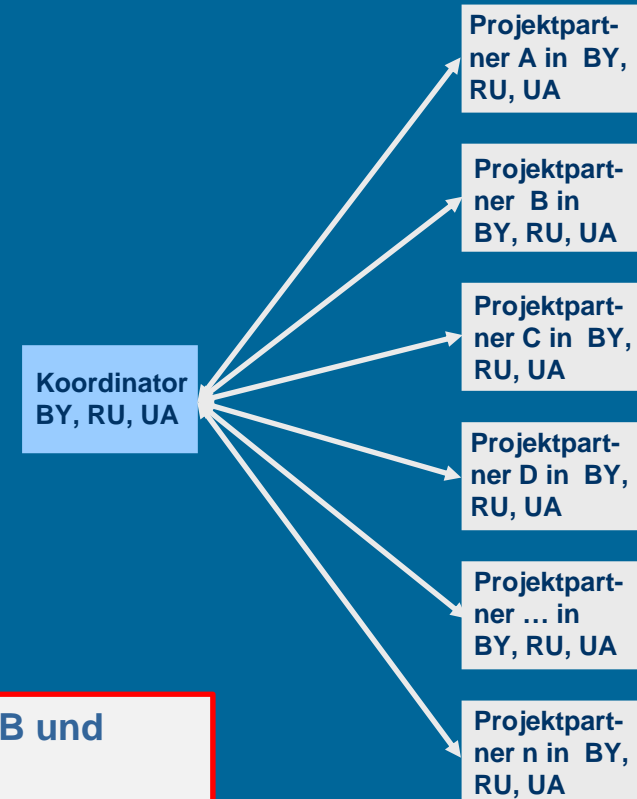 Projektpart-
ner A in BY,
RU, UA
Projektpart-
ner B in
BY, RU, UA
Projektpart-
ner C in BY,
RU, UA
Koordinator
BY, RU, UA
Projektpart-
ner D in BY,
RU, UA
Projektpart-
ner … in
BY, RU, UA
B und
Projektpart-
ner n in BY,
RU, UA